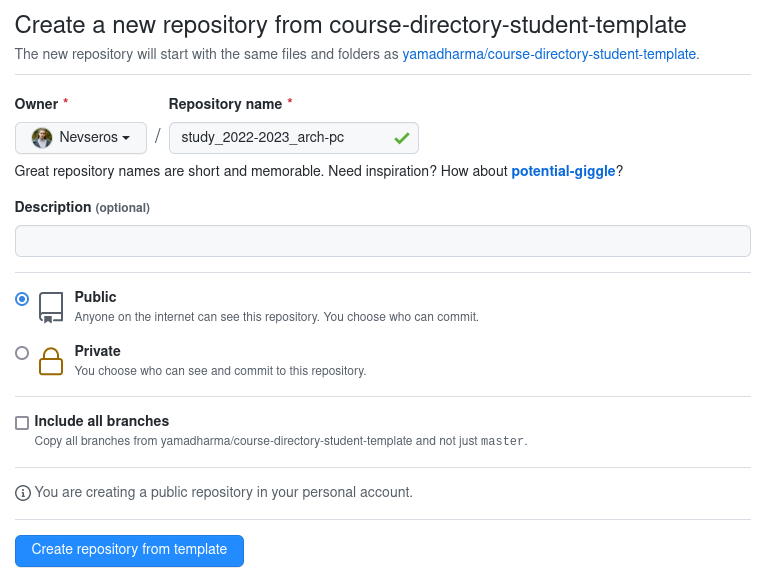 Create a new repository from course-directory-student-template
The new repository will start with the same files and folders as yamadharma/course-directory-student-template.
Owner * Repository name *
Nevseros / study_2022-2023_arch-pc
Great repository names are short and memorable. Need inspiration? How about potential-giggle?
Description (optional)
Public
Anyone on the internet can see this repository. You choose who can commit.
Private
You choose who can see and commit to this repository.
Include all branches
Copy all branches from yamadharma/course-directory-student-template and not just master.
You are creating a public repository in your personal account.
Create repository from template